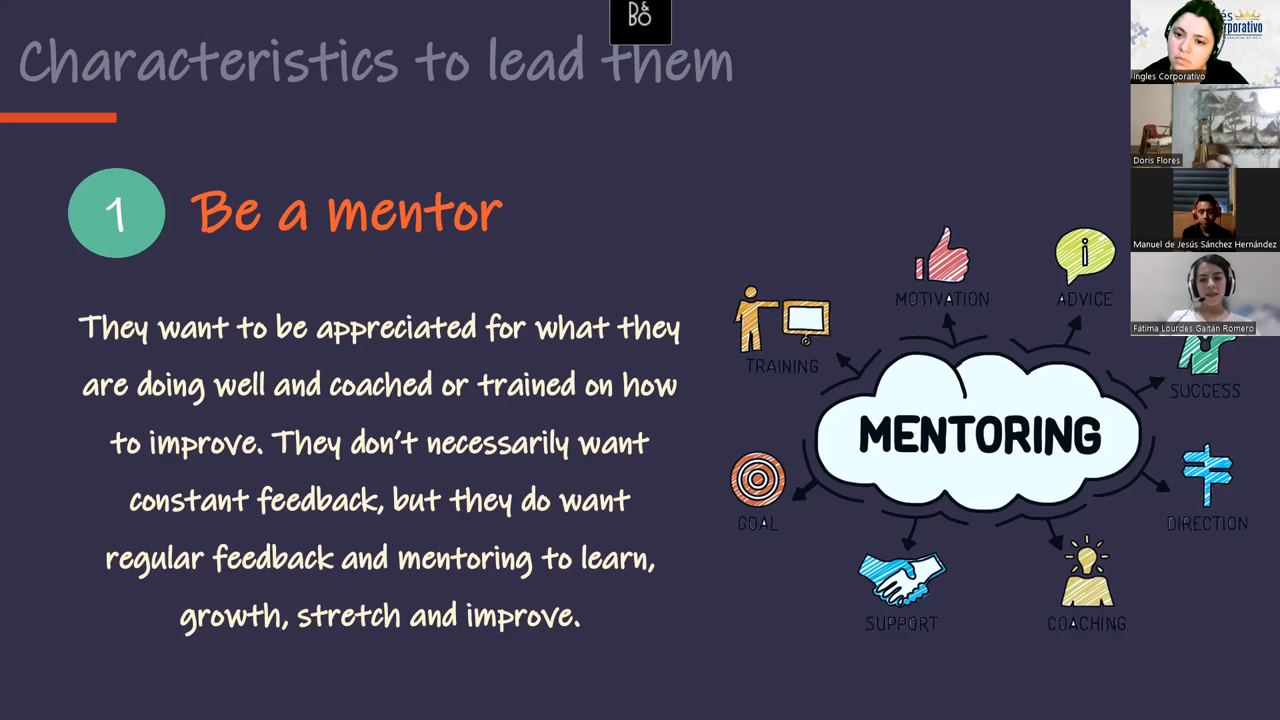 Characteristics to lead them
D&
BO
1
Be a mentor
They want to be appreciated for what they
are doing well and coached or trained on how
to improve. They don't necessarily want
constant feedback, but they do want
regular feedback and mentoring to learn,
growth, stretch and improve.
MOTIVATION
ADVICE
TRAINING
SUCCESS
MENTORING
GOAL
DIRECTION
SUPPORT
COACHING
Ingles Corporativo
Doris Flores
Manuel de Jesús Sánchez Hernández
Fátima Lourdes Gaitán Romero